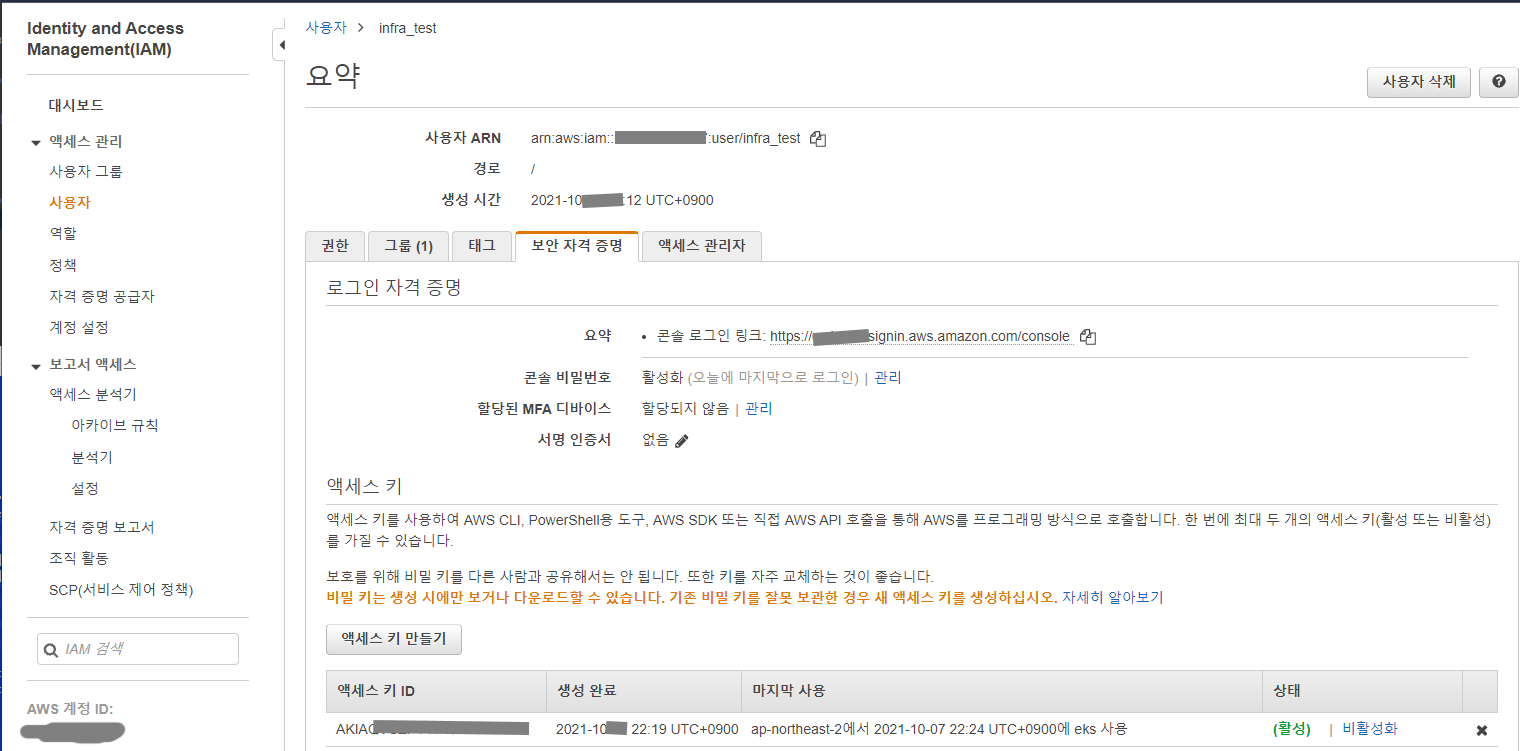 Identity and Access
Management(IAM)
대시보드
액세스 관리
사용자 그룹
사용자
역할
정책
자격 증명 공급자
계정 설정
보고서 액세스
액세스 분석기
아카이브 규칙
분석기
설정
자격 증명 보고서
조직 활동
SCP(서비스 제어 정책)
IAM 검색
AWS 계정 ID:
사용자 > infra_test
요약
사용자 삭제
사용자 ARN arn:aws:iam:: :user/infra_test
경로 /
생성 시간 2021-10 :12 UTC+0900
권한 그룹 (1) 태그 보안 자격 증명 액세스 관리자
로그인 자격 증명
요약 • 콘솔 로그인 링크: https:// signin.aws.amazon.com/console
콘솔 비밀번호 활성화 (오늘에 마지막으로 로그인) | 관리
할당된 MFA 디바이스 할당되지 않음 | 관리
서명 인증서 없음
액세스 키
액세스 키를 사용하여 AWS CLI, PowerShell용 도구, AWS SDK 또는 직접 AWS API 호출을 통해 AWS를 프로그래밍 방식으로 호출합니다. 한 번에 최대 두 개의 액세스 키(활성 또는 비활성)
를 가질 수 있습니다.
보호를 위해 비밀 키를 다른 사람과 공유해서는 안 됩니다. 또한 키를 자주 교체하는 것이 좋습니다.
비밀 키는 생성 시에만 보거나 다운로드할 수 있습니다. 기존 비밀 키를 잘못 보관한 경우 새 액세스 키를 생성하십시오. 자세히 알아보기
액세스 키 만들기
액세스 키 ID 생성 완료 마지막 사용 상태
2021-10 22:19 UTC+0900 ap-northeast-2에서 2021-10-07 22:24 UTC+0900에 eks 사용 (활성) | 비활성화